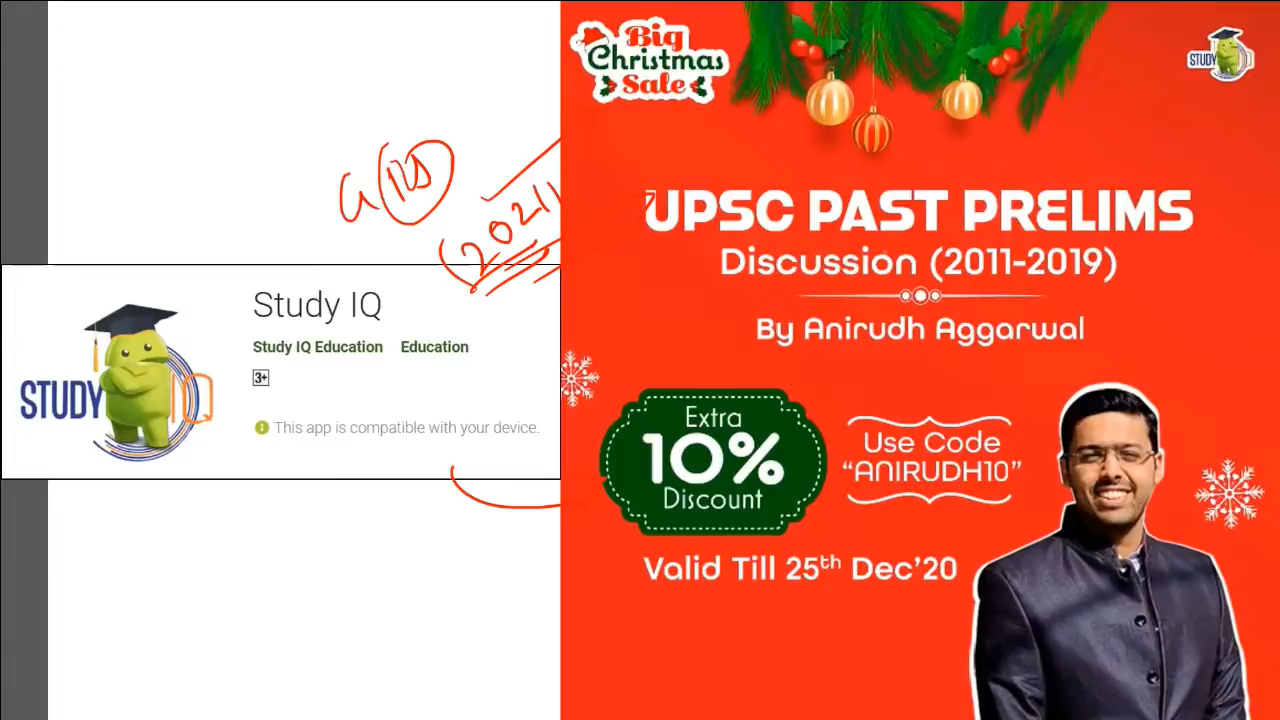 Big
Christmas
Sale
STUDY
2021
UPSC PAST PRELIMS
Discussion (2011-2019)
By Anirudh Aggarwal
Study IQ
Study IQ Education Education
3+
This app is compatible with your device.
STUDY IQ
Extra
10%
Discount
Use Code
“ANIRUDH10”
Valid Till 25th Dec’20